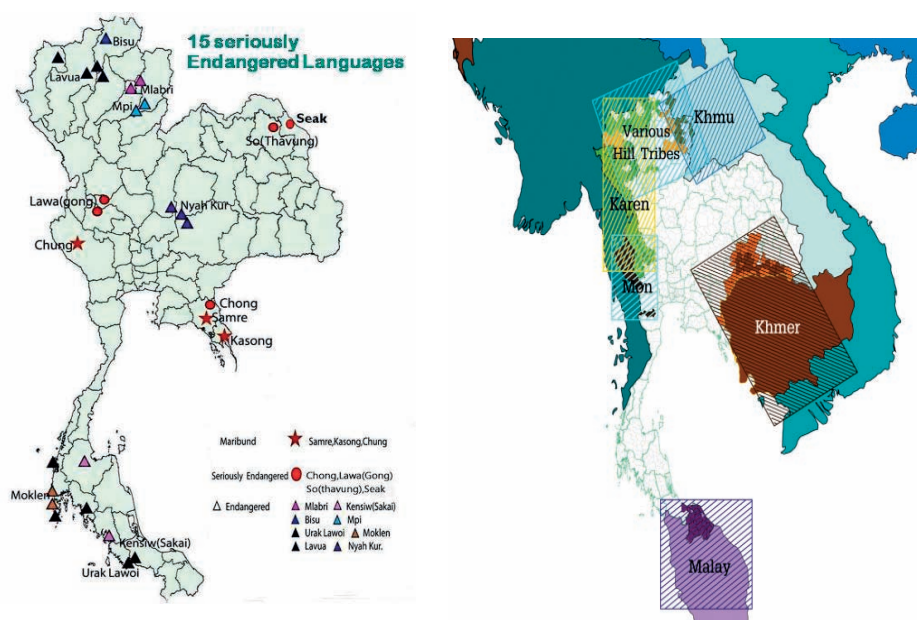 15 seriously
Endangered Languages
Bisu
Lavua
Mlabri
Mpi
Seak
So(Thavung)
Lawa(gong)
Nyah Kur
Chung
Chong
Samre
Kasong
Maribund
Samre,Kasong,Chung
Seriously Endangered
Chong,Lawa(Gong)
So(thavung),Seak
Endangered
Mlabri
Kensiw(Sakai)
Bisu
Mpi
Urak Lawoi
Moklen
Lavua
Nyah Kur.
Moklen
Kensiw(Sakai)
Urak Lawoi
Various
Hill Tribes
Khmu
Karen
Mon
Khmer
Malay